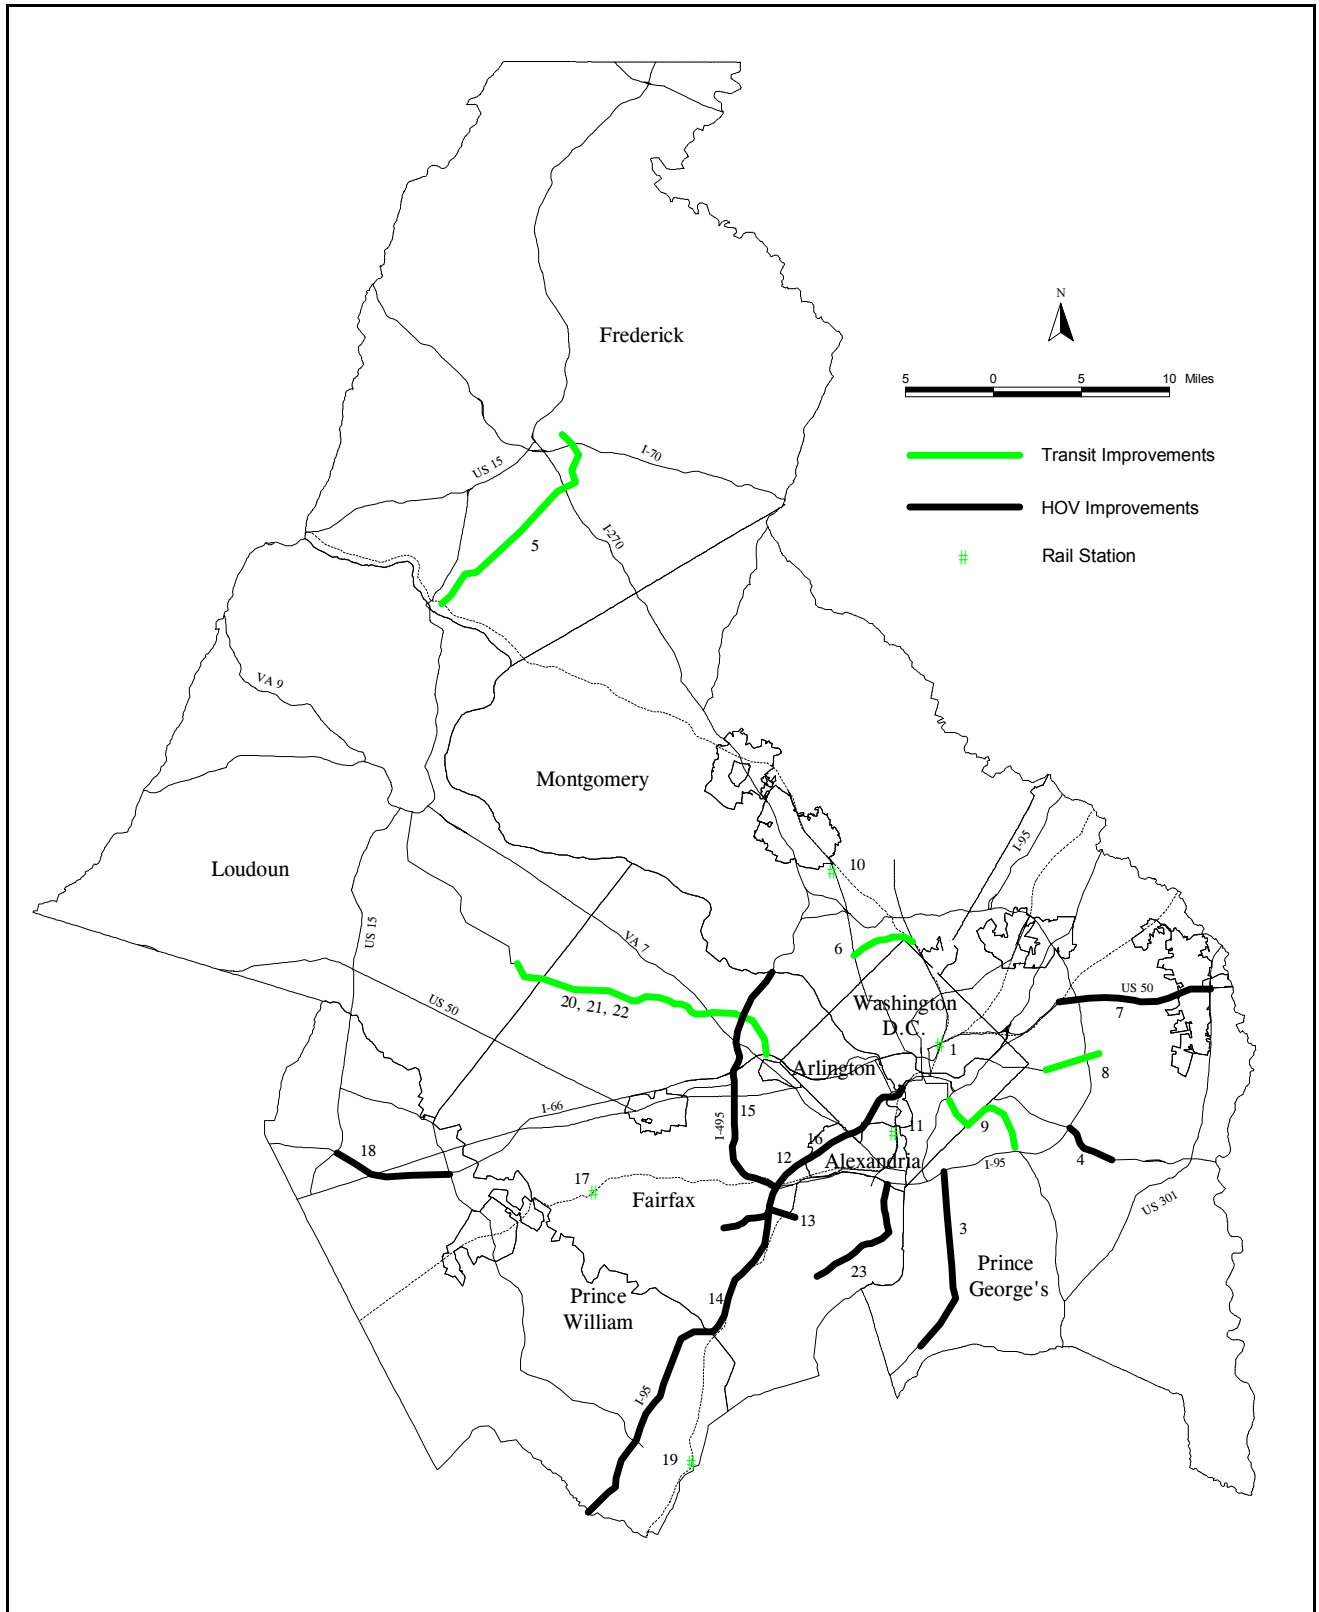 N
Frederick
5 0 5 10 Miles
Transit Improvements
US 15
I-70
HOV Improvements
I-270
5
Rail Station
VA 9
Montgomery
I-95
10
Loudoun
US 15
VA 7
6
US 50
US 50
Washington
D.C.
20, 21, 22
7
1
Arlington
8
I-66
15
I-495
16
11
9
18
12
Alexandria
I-95
4
17
Fairfax
US 301
13
3
23
Prince
George's
14
Prince
William
I-95
19